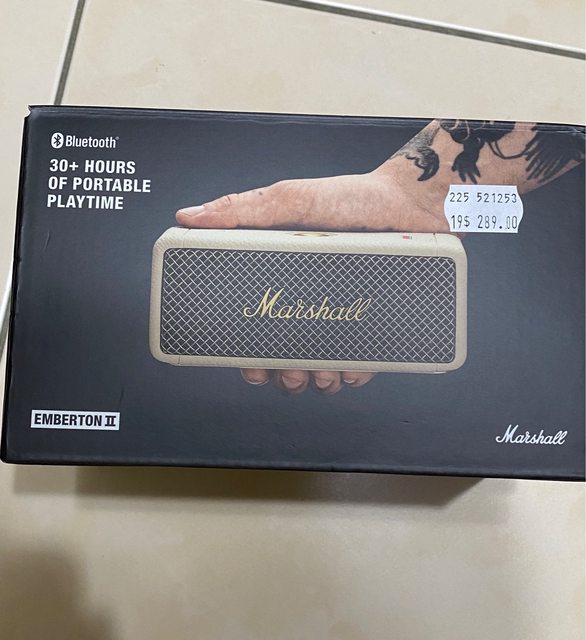 Bluetooth®
30+ HOURS
OF PORTABLE
PLAYTIME
225 521253
19$ 289.00
Marshall
EMBERTON II
Marshall